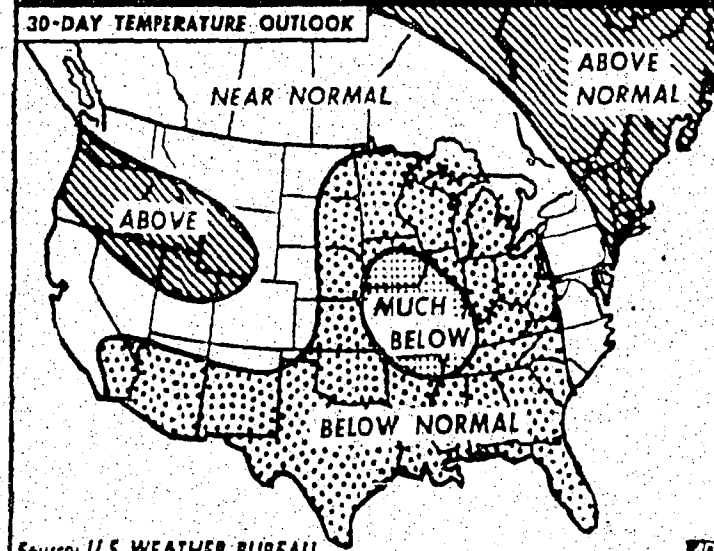 30-DAY TEMPERATURE OUTLOOK
ABOVE
NORMAL
NEAR NORMAL
ABOVE
MUCH
BELOW
BELOW NORMAL
Source: U.S. WEATHER BUREAU